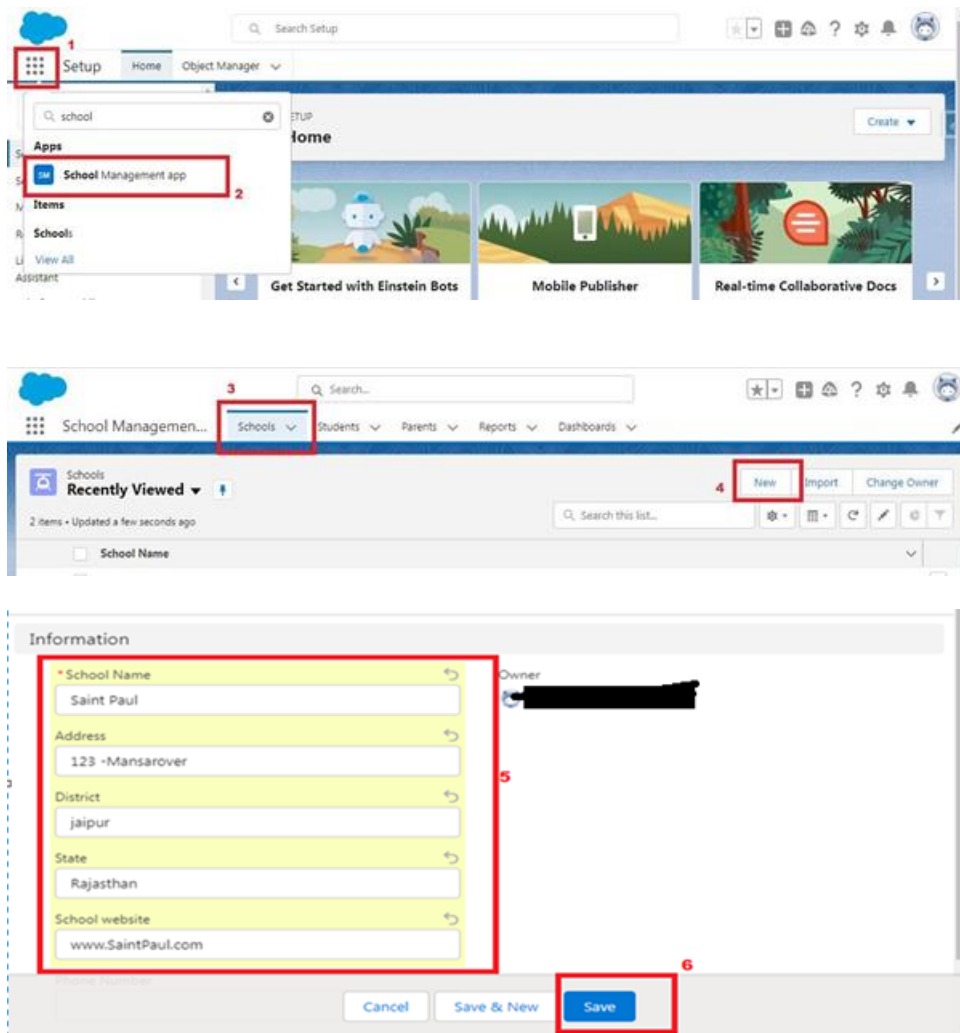 Search Setup
1
Setup Home Object Manager
school
ETUP
Home
Create
Apps
SM School Management app
2
Items
Schools
View All
Assistant
Get Started with Einstein Bots Mobile Publisher Real-time Collaborative Docs
3
Search...
School Managemen... Schools Students Parents Reports Dashboards
Schools
Recently Viewed
4
New Import Change Owner
2 items • Updated a few seconds ago
Search this list...
School Name
Information
*School Name
Saint Paul
Owner
Address
123 -Mansarover
5
District
jaipur
State
Rajasthan
School website
www.SaintPaul.com
6
Phone Number
Cancel Save & New Save